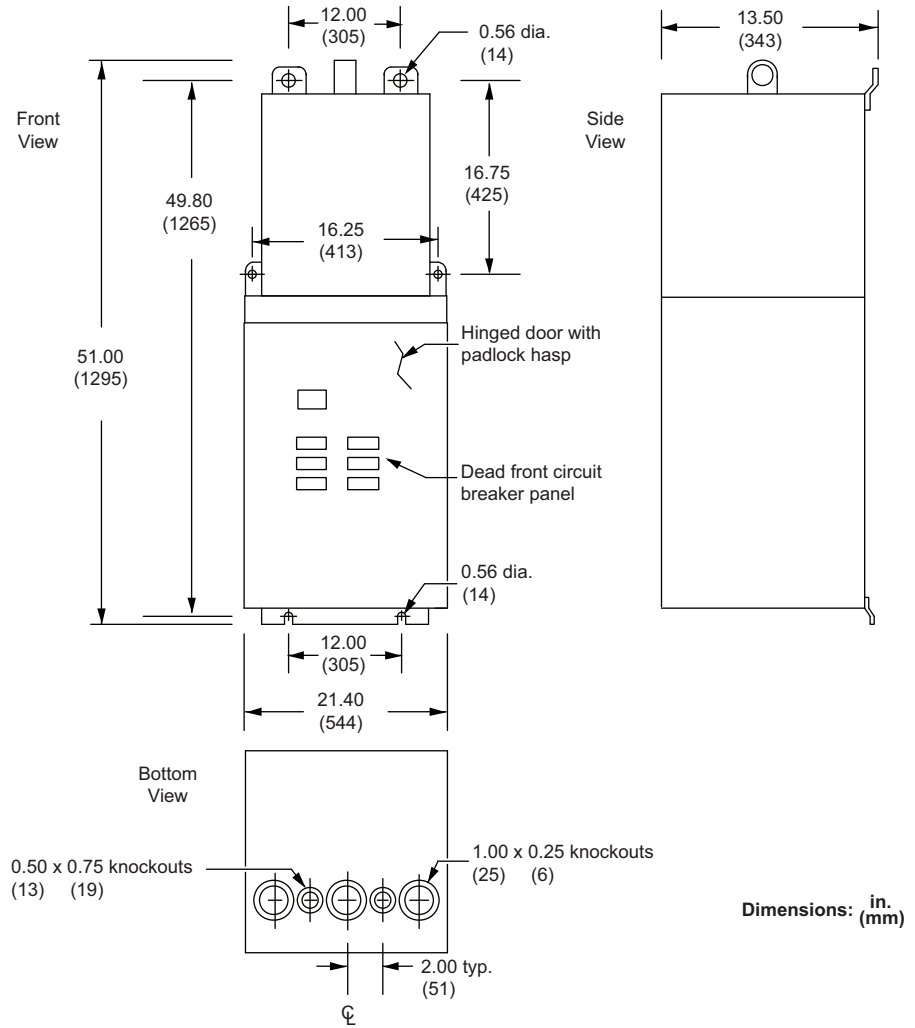 12.00
(305)
0.56 dia.
(14)
13.50
(343)
Front
View
Side
View
49.80
(1265)
16.75
(425)
16.25
(413)
51.00
(1295)
Hinged door with
padlock hasp
Dead front circuit
breaker panel
0.56 dia.
(14)
12.00
(305)
21.40
(544)
Bottom
View
0.50 x 0.75 knockouts
(13) (19)
1.00 x 0.25 knockouts
(25) (6)
Dimensions: in.
(mm)
2.00 typ.
(51)
℄